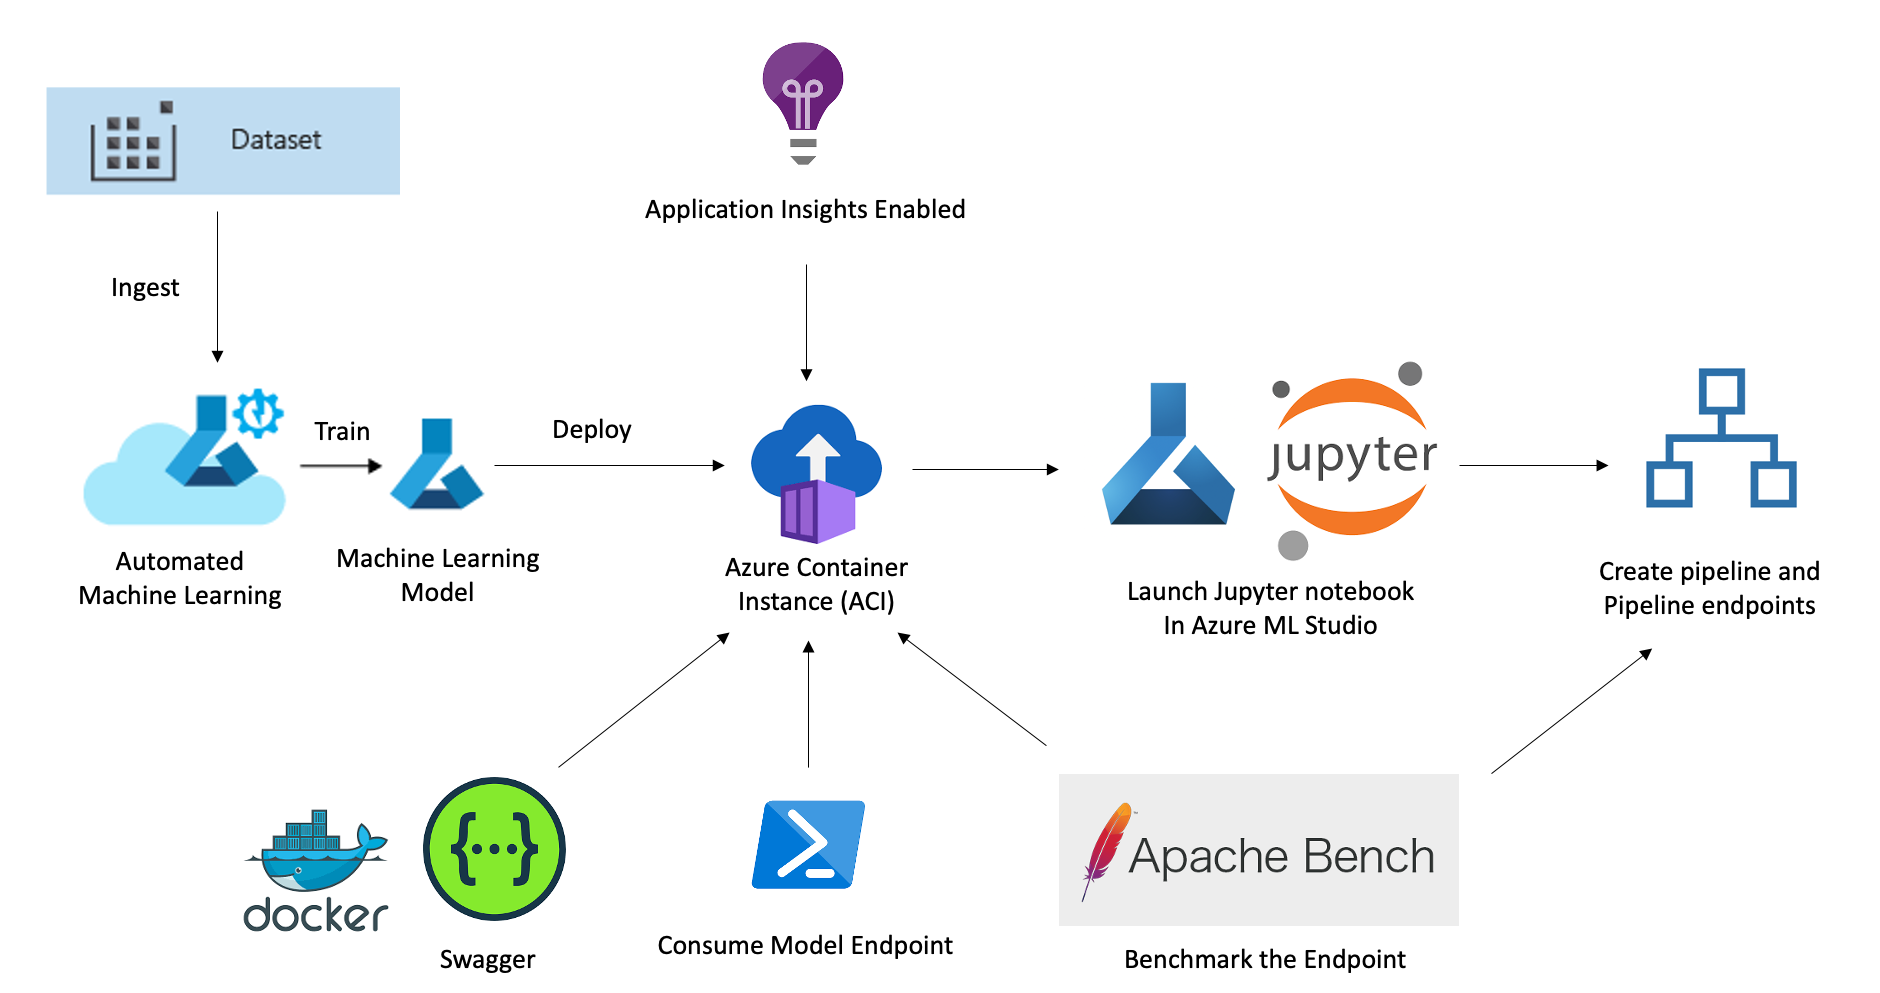 Dataset
Application Insights Enabled
Ingest
Train
Deploy
jupyter
Automated
Machine Learning
Machine Learning
Model
Azure Container
Instance (ACI)
Launch Jupyter notebook
In Azure ML Studio
Create pipeline and
Pipeline endpoints
docker
{...}
Swagger
Consume Model Endpoint
Apache Bench
Benchmark the Endpoint